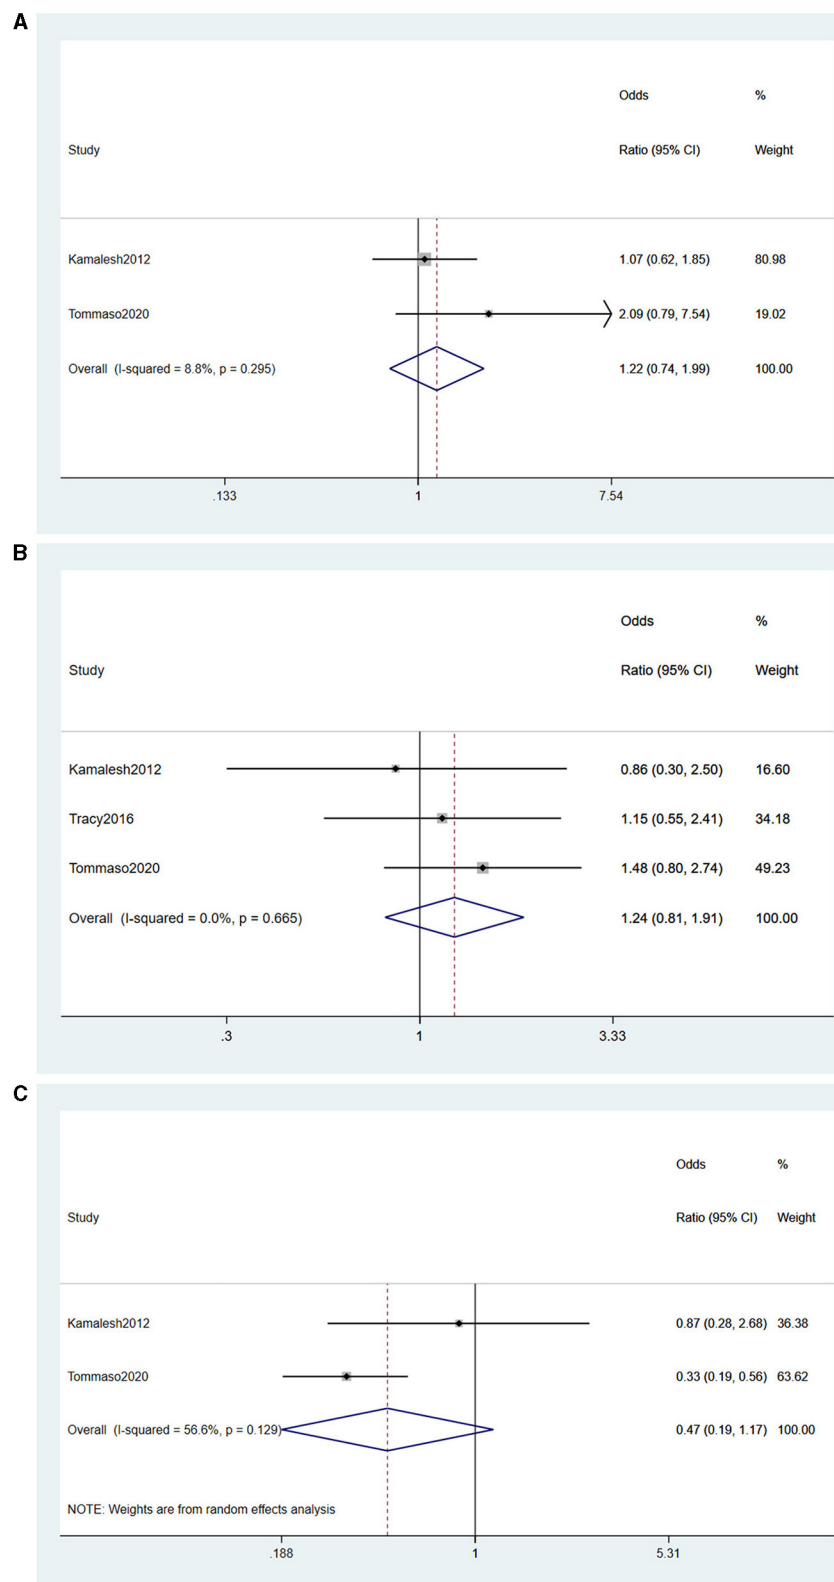 A
Odds %
Study Ratio (95% CI) Weight
Kamalesh2012 1.07 (0.62, 1.85) 80.98
Tommaso2020 2.09 (0.79, 7.54) 19.02
Overall (I-squared = 8.8%, p = 0.295) 1.22 (0.74, 1.99) 100.00
.133 1 7.54
B
Odds %
Study Ratio (95% CI) Weight
Kamalesh2012 0.86 (0.30, 2.50) 16.60
Tracy2016 1.15 (0.55, 2.41) 34.18
Tommaso2020 1.48 (0.80, 2.74) 49.23
Overall (I-squared = 0.0%, p = 0.665) 1.24 (0.81, 1.91) 100.00
.3 1 3.33
C
Odds %
Study Ratio (95% CI) Weight
Kamalesh2012 0.87 (0.28, 2.68) 36.38
Tommaso2020 0.33 (0.19, 0.56) 63.62
Overall (I-squared = 56.6%, p = 0.129) 0.47 (0.19, 1.17) 100.00
NOTE: Weights are from random effects analysis
.188 1 5.31